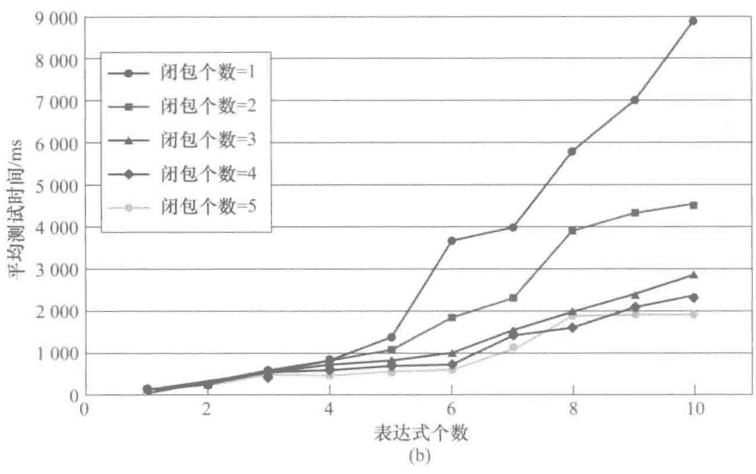 9 000
8 000
7 000
6 000
5 000
4 000
3 000
2 000
1 000
0
平均测试时间/ms
闭包个数=1
闭包个数=2
闭包个数=3
闭包个数=4
闭包个数=5
0 2 4 6 8 10
表达式个数
(b)